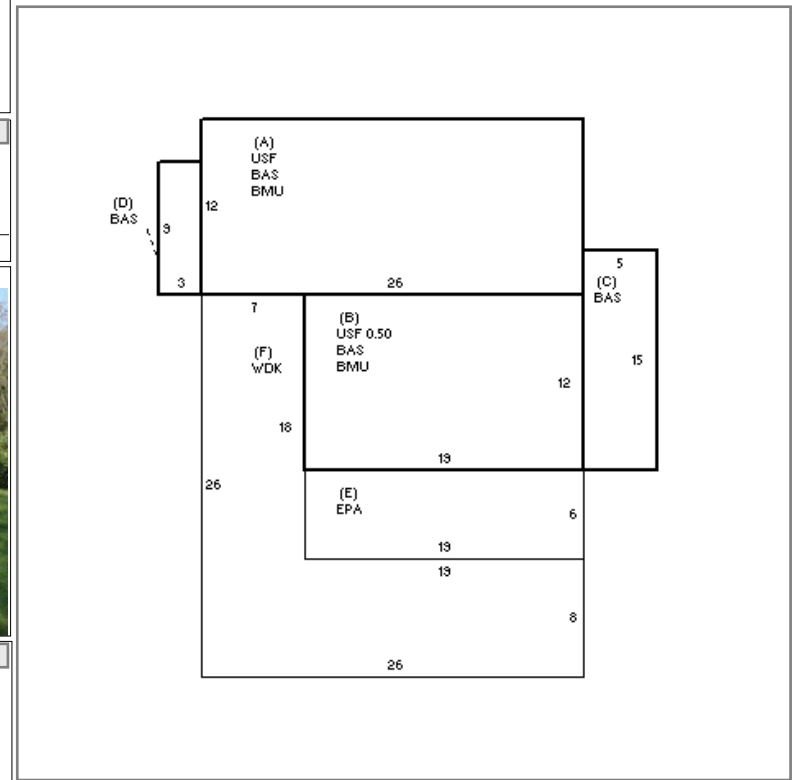 (A)
USF
BAS
BMU
12
(D)
BAS
9
3
26
5
(C)
BAS
7
(B)
USF 0.50
BAS
BMU
(F)
WDK
15
12
18
19
26
(E)
EPA
6
19
19
8
26